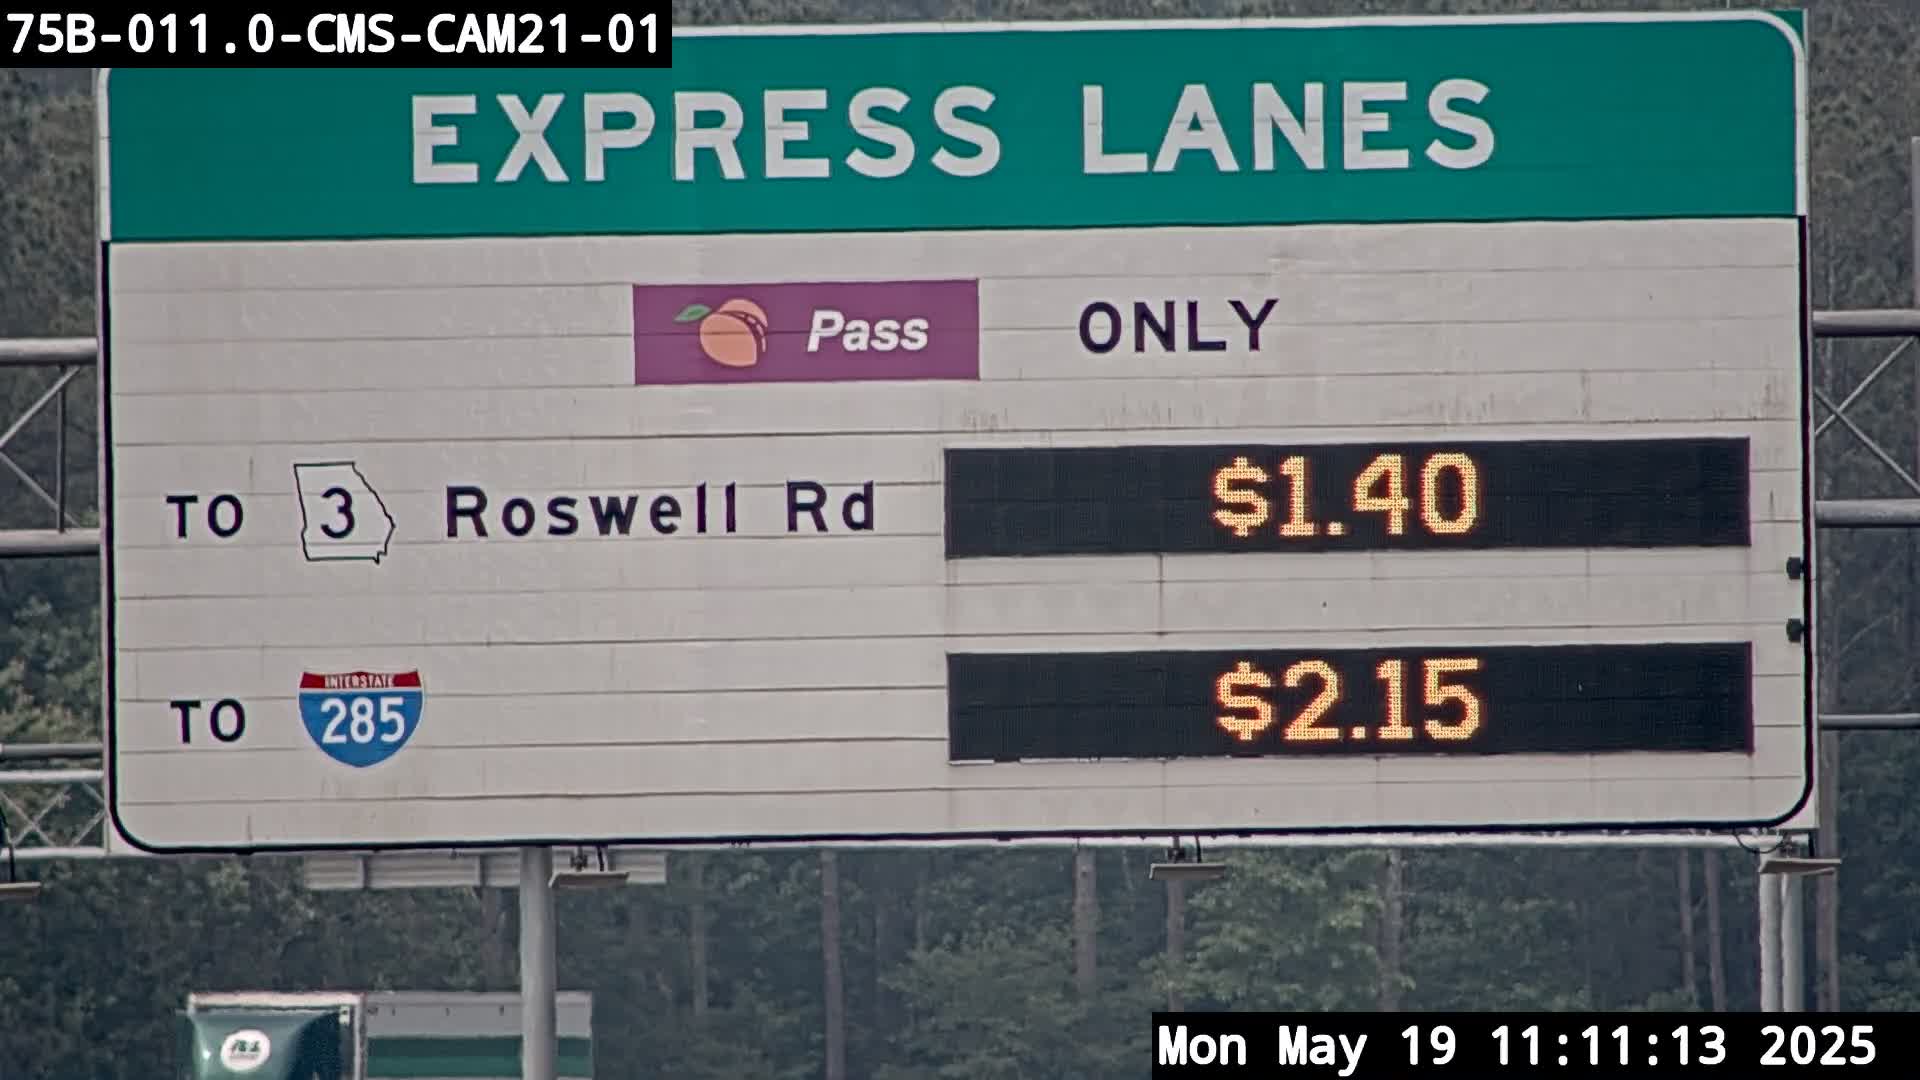 75B-011.0-CMS-CAM21-01
EXPRESS LANES
Pass ONLY
TO 3 Roswell Rd $1.40
INTERSTATE
TO 285 $2.15
Mon May 19 11:11:13 2025